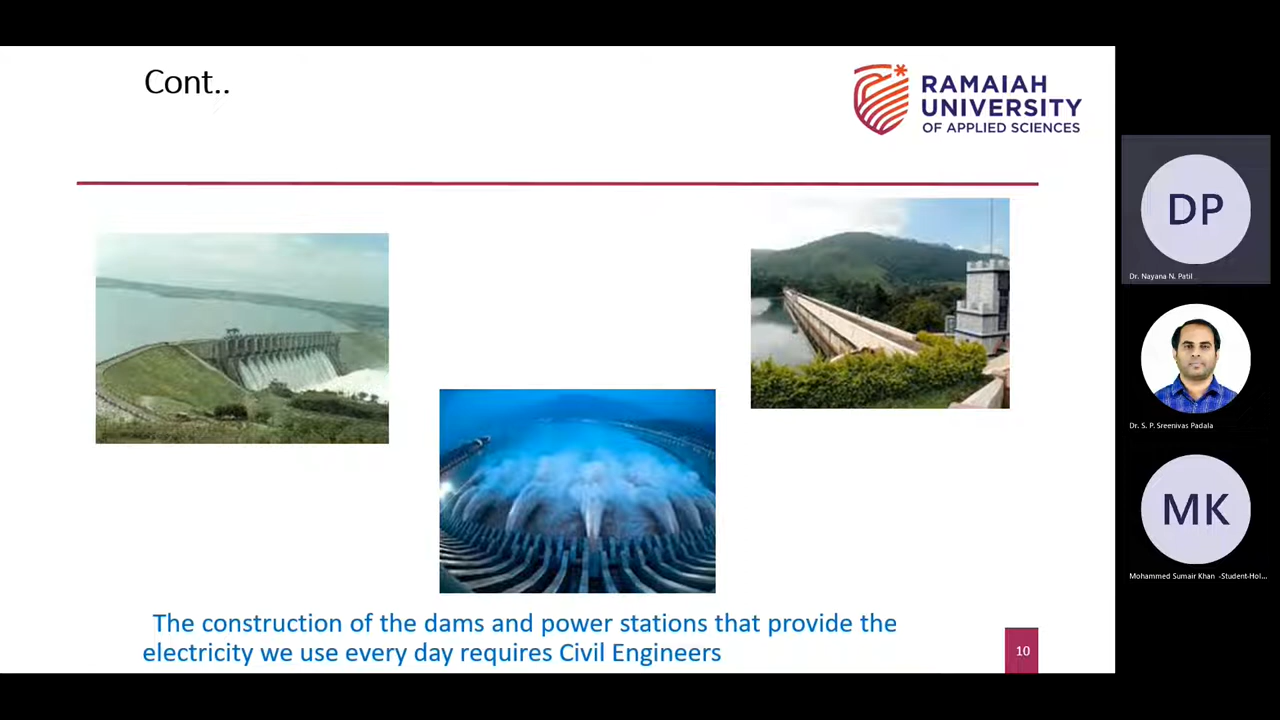 Cont..
RAMAIAH
UNIVERSITY
OF APPLIED SCIENCES
DP
Dr. Nayana N. Patil
Dr. S. P. Sreenivas Padala
MK
Mohammed Sumair Khan -Student-Hol...
The construction of the dams and power stations that provide the
electricity we use every day requires Civil Engineers
10